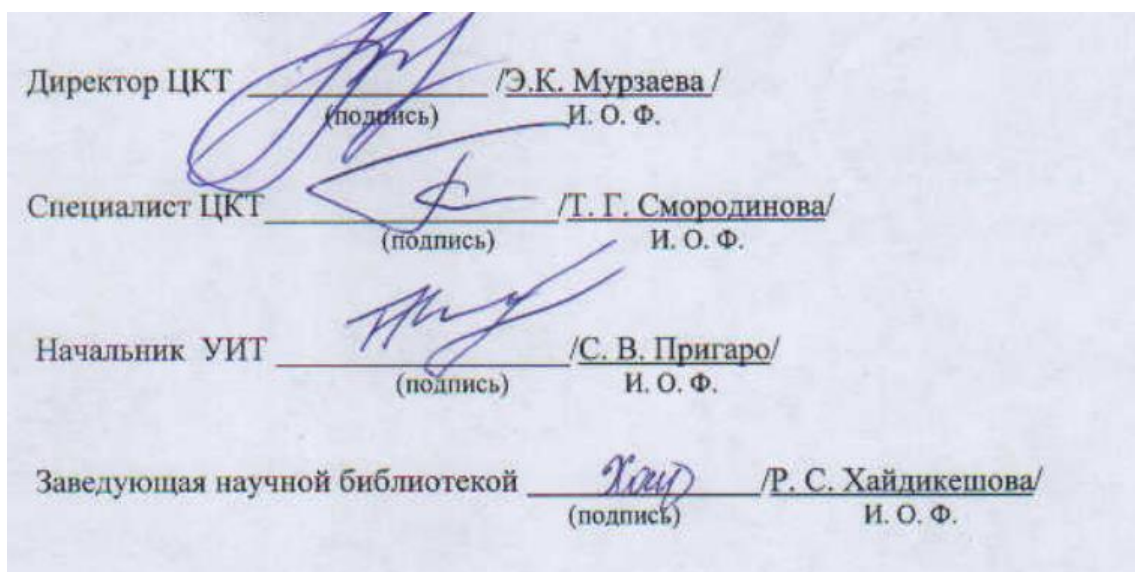 Директор ЦКТ /Э.К. Мурзаева /
(подпись) И. О. Ф.
Специалист ЦКТ /Т. Г. Смородинова/
(подпись) И. О. Ф.
Начальник УИТ /С. В. Пригаро/
(подпись) И. О. Ф.
Заведующая научной библиотекой /Р. С. Хайдикешова/
(подпись) И. О. Ф.